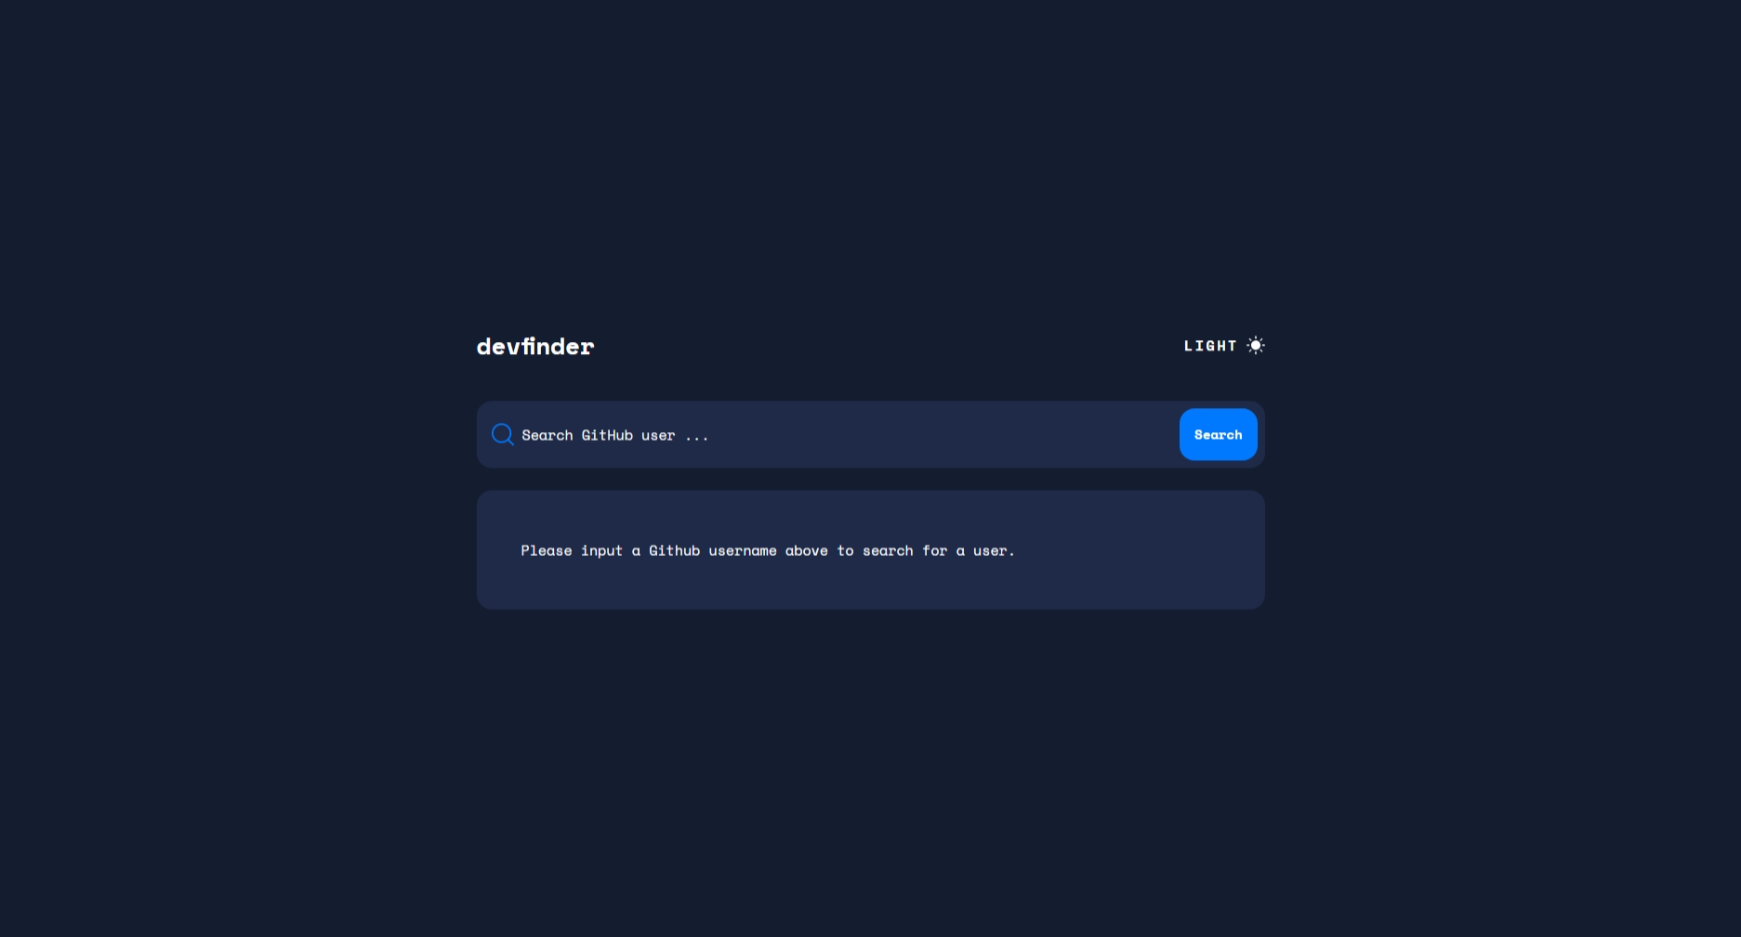 devfinder
LIGHT
Search GitHub user ...
Search
Please input a Github username above to search for a user.